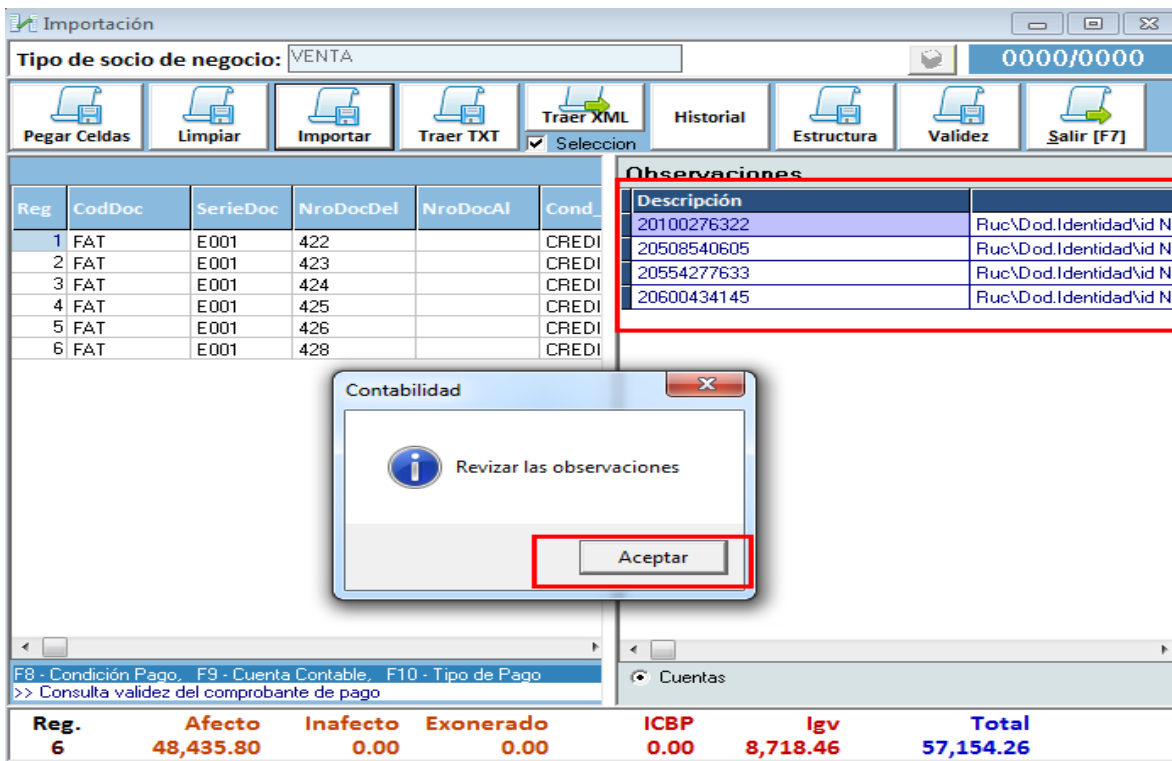 Importación
Tipo de socio de negocio: VENTA 0000/0000
Pegar Celdas Limpiar Importar Traer TXT Traer XML Historial Estructura Validez Salir [F7]
Seleccion
Observaciones
Reg CodDoc SerieDoc NroDocDel NroDocAl Cond_
1 FAT E001 422 CREDI
2 FAT E001 423 CREDI
3 FAT E001 424 CREDI
4 FAT E001 425 CREDI
5 FAT E001 426 CREDI
6 FAT E001 428 CREDI
Descripción
20100276322 Ruc\Dod.Identidad\id N
20508540605 Ruc\Dod.Identidad\id N
20554277633 Ruc\Dod.Identidad\id N
20600434145 Ruc\Dod.Identidad\id N
Contabilidad
Revizar las observaciones
Aceptar
F8 - Condición Pago, F9 - Cuenta Contable, F10 - Tipo de Pago
>> Consulta validez del comprobante de pago
Cuentas
Reg. Afecto Inafecto Exonerado ICBP Igv Total
6 48,435.80 0.00 0.00 0.00 8,718.46 57,154.26